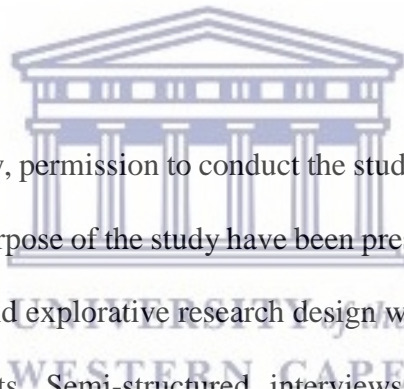 y, permission to conduct the stud
rpose of the study have been pre
UNIVERSITY of the
nd explorative research design w
WESTERN CAPE
ts. Semi-structured interviews